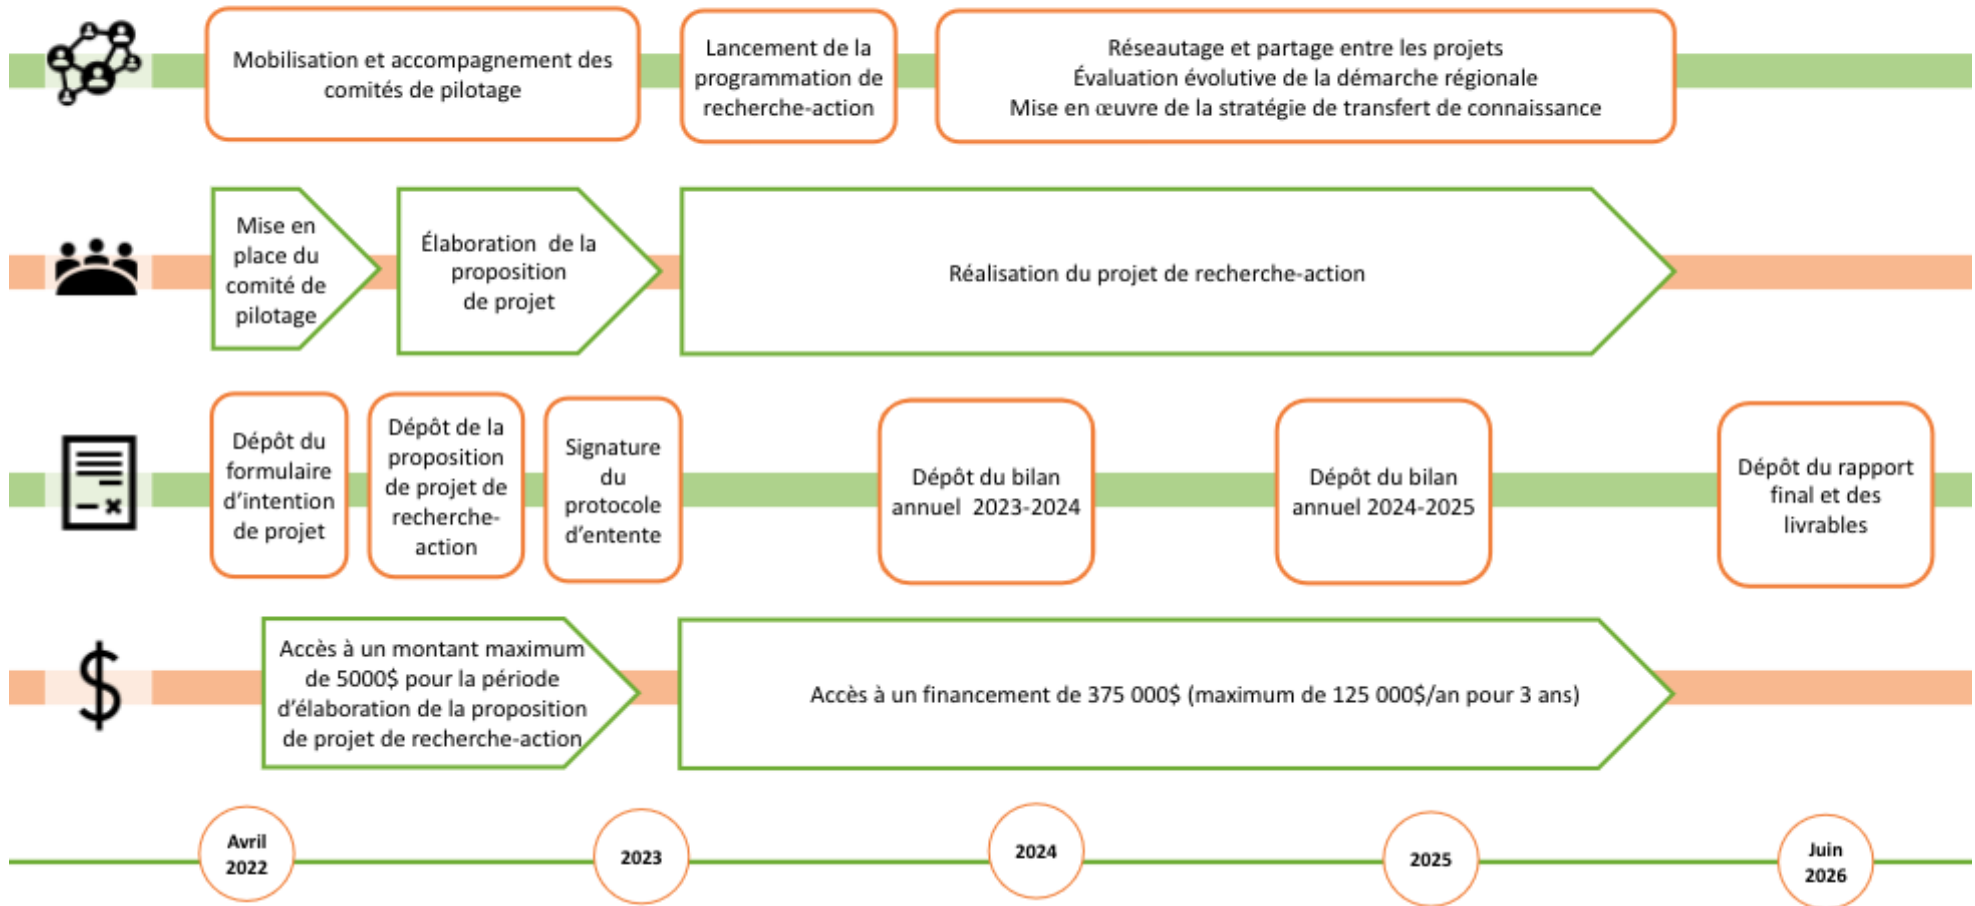 Mobilisation et accompagnement des
comités de pilotage
Lancement de la
programmation de
recherche-action
Réseautage et partage entre les projets
Évaluation évolutive de la démarche régionale
Mise en œuvre de la stratégie de transfert de connaissance
Mise en
place du
comité de
pilotage
Élaboration de la
proposition
de projet
Réalisation du projet de recherche-action
Dépôt du
formulaire
d'intention
de projet
Dépôt de la
proposition
de projet de
recherche-
action
Signature
du
protocole
d'entente
Dépôt du bilan
annuel 2023-2024
Dépôt du bilan
annuel 2024-2025
Dépôt du rapport
final et des
livrables
Accès à un montant maximum
de 5000$ pour la période
d'élaboration de la proposition
de projet de recherche-action
Accès à un financement de 375 000$ (maximum de 125 000$/an pour 3 ans)
Avril
2022
2023
2024
2025
Juin
2026